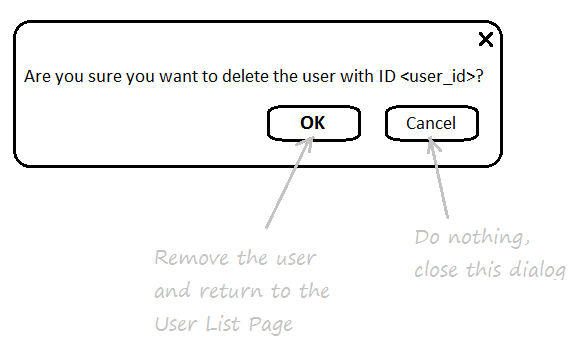 Are you sure you want to delete the user with ID <user_id>?
OK
Cancel
Remove the user
and return to the
User List Page
Do nothing,
close this dialog